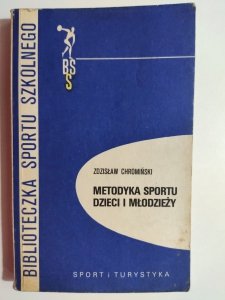 BIBLIOTECZKA SPORTU SZKOLNEGO
BSS
ZDZISŁAW CHROMIŃSKI
METODYKA SPORTU
DZIECI I MŁODZIEŻY
SPORT i TURYSTYKA